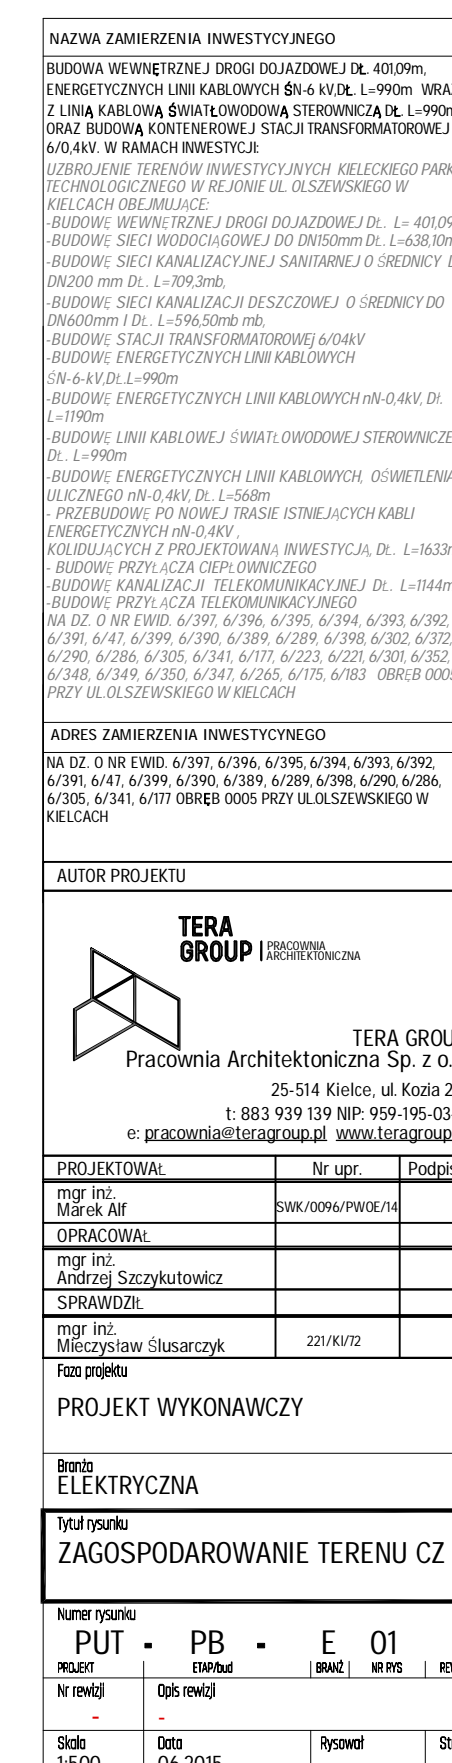 NAZWA ZAMIERZENIA INWESTYCYJNEGO
BUDOWA WEWNĘTRZNEJ DROGI DOJAZDOWEJ DŁ. 401,09m,
ENERGETYCZNYCH LINII KABLOWYCH ŚN-6 kV,DŁ. L=990m WRA
Z LINIĄ KABLOWĄ ŚWIATŁOWODOWĄ STEROWNICZĄ DŁ. L=990m
ORAZ BUDOWĄ KONTENEROWEJ STACJI TRANSFORMATOROWEJ
6/0,4kV. W RAMACH INWESTYCJI:
UZBROJENIE TERENÓW INWESTYCYJNYCH KIELECKIEGO PARK
TECHNOLOGICZNEGO W REJONIE UL. OLSZEWSKIEGO W
KIELCACH OBEJMUJĄCE:
-BUDOWĘ WEWNĘTRZNEJ DROGI DOJAZDOWEJ DŁ. L= 401,09
-BUDOWĘ SIECI WODOCIĄGOWEJ DO DN150mm DŁ. L=638,10m
-BUDOWĘ SIECI KANALIZACYJNEJ SANITARNEJ O ŚREDNICY
DN200 mm DŁ. L=709,3mb,
-BUDOWĘ SIECI KANALIZACJI DESZCZOWEJ O ŚREDNICY DO
DN600mm I DŁ. L=596,50mb mb,
-BUDOWĘ STACJI TRANSFORMATOROWEj 6/04kV
-BUDOWĘ ENERGETYCZNYCH LINII KABLOWYCH
ŚN-6-kV,DŁ.L=990m
-BUDOWĘ ENERGETYCZNYCH LINII KABLOWYCH nN-0,4kV, Dł.
L=1190m
-BUDOWĘ LINII KABLOWEJ ŚWIATŁOWODOWEJ STEROWNICZE
DŁ. L=990m
-BUDOWĘ ENERGETYCZNYCH LINII KABLOWYCH, OŚWIETLENIA
ULICZNEGO nN-0,4kV, DŁ. L=568m
- PRZEBUDOWĘ PO NOWEJ TRASIE ISTNIEJĄCYCH KABLI
ENERGETYCZNYCH nN-0,4KV ,
KOLIDUJĄCYCH Z PROJEKTOWANĄ INWESTYCJĄ, DŁ. L=1633m
- BUDOWĘ PRZYŁĄCZA CIEPŁOWNICZEGO
-BUDOWĘ KANALIZACJI TELEKOMUNIKACYJNEJ DŁ. L=1144m
-BUDOWĘ PRZYŁĄCZA TELEKOMUNIKACYJNEGO
NA DZ. O NR EWID. 6/397, 6/396, 6/395, 6/394, 6/393, 6/392,
6/391, 6/47, 6/399, 6/390, 6/389, 6/289, 6/398, 6/302, 6/372,
6/290, 6/286, 6/305, 6/341, 6/177, 6/223, 6/221, 6/301, 6/352,
6/348, 6/349, 6/350, 6/347, 6/265, 6/175, 6/183 OBRĘB 0005
PRZY UL.OLSZEWSKIEGO W KIELCACH
ADRES ZAMIERZENIA INWESTYCYNEGO
NA DZ. O NR EWID. 6/397, 6/396, 6/395, 6/394, 6/393, 6/392,
6/391, 6/47, 6/399, 6/390, 6/389, 6/289, 6/398, 6/290, 6/286,
6/305, 6/341, 6/177 OBRĘB 0005 PRZY UL.OLSZEWSKIEGO W
KIELCACH
AUTOR PROJEKTU
TERA
GROUP | PRACOWNIA
ARCHITEKTONICZNA
TERA GROU
Pracownia Architektoniczna Sp. z o.
25-514 Kielce, ul. Kozia 2
t: 883 939 139 NIP: 959-195-03
e: pracownia@teragroup.pl www.teragroup
PROJEKTOWAŁ Nr upr. Podpis
mgr inż.
Marek Alf SWK/0096/PWOE/14
OPRACOWAŁ
mgr inż.
Andrzej Szczykutowicz
SPRAWDZIŁ
mgr inż.
Mieczysław Ślusarczyk 221/KI/72
Faza projektu
PROJEKT WYKONAWCZY
Branża
ELEKTRYCZNA
Tytuł rysunku
ZAGOSPODAROWANIE TERENU CZ
Numer rysunku
PUT - PB - E 01
PROJEKT ETAP/bud BRANŻ NR RYS RE
Nr rewizji Opis rewizji
- -
Skala Data Rysował St
1:500 06.2015